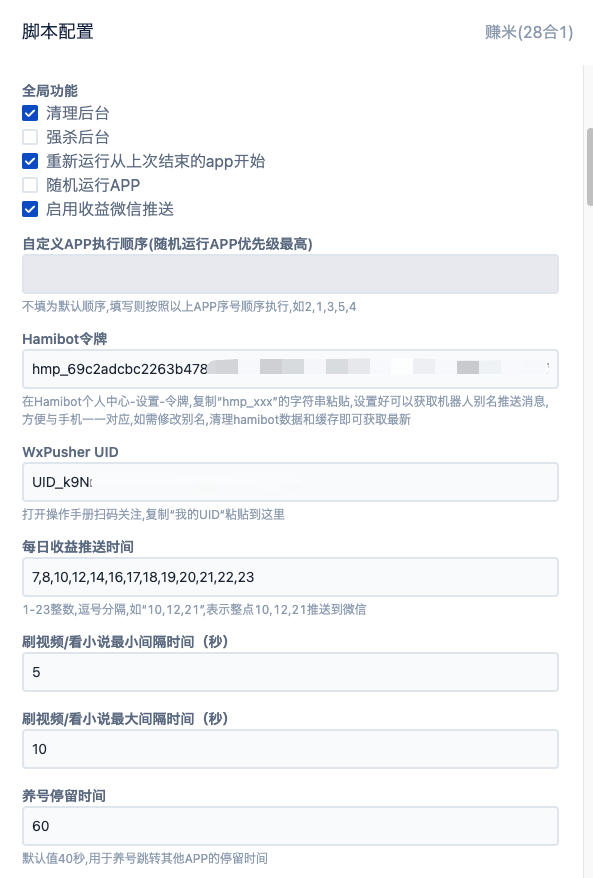 脚本配置
赚米(28合1)
全局功能
清理后台
强杀后台
重新运行从上次结束的app开始
随机运行APP
启用收益微信推送
自定义APP执行顺序(随机运行APP优先级最高)
不填为默认顺序,填写则按照以上APP序号顺序执行,如2,1,3,5,4
Hamibot令牌
hmp_69c2adcbc2263b478
在Hamibot个人中心-设置-令牌,复制“hmp_xxx”的字符串粘贴,设置好可以获取机器人别名推送消息,
方便与手机一一对应,如需修改别名,清理hamibot数据和缓存即可获取最新
WxPusher UID
UID_k9N
打开操作手册扫码关注,复制“我的UID“粘贴到这里
每日收益推送时间
7,8,10,12,14,16,17,18,19,20,21,22,23
1-23整数,逗号分隔,如“10,12,21”,表示整点10,12,21推送到微信
刷视频/看小说最小间隔时间（秒）
5
刷视频/看小说最大间隔时间（秒）
10
养号停留时间
60
默认值40秒,用于养号跳转其他APP的停留时间